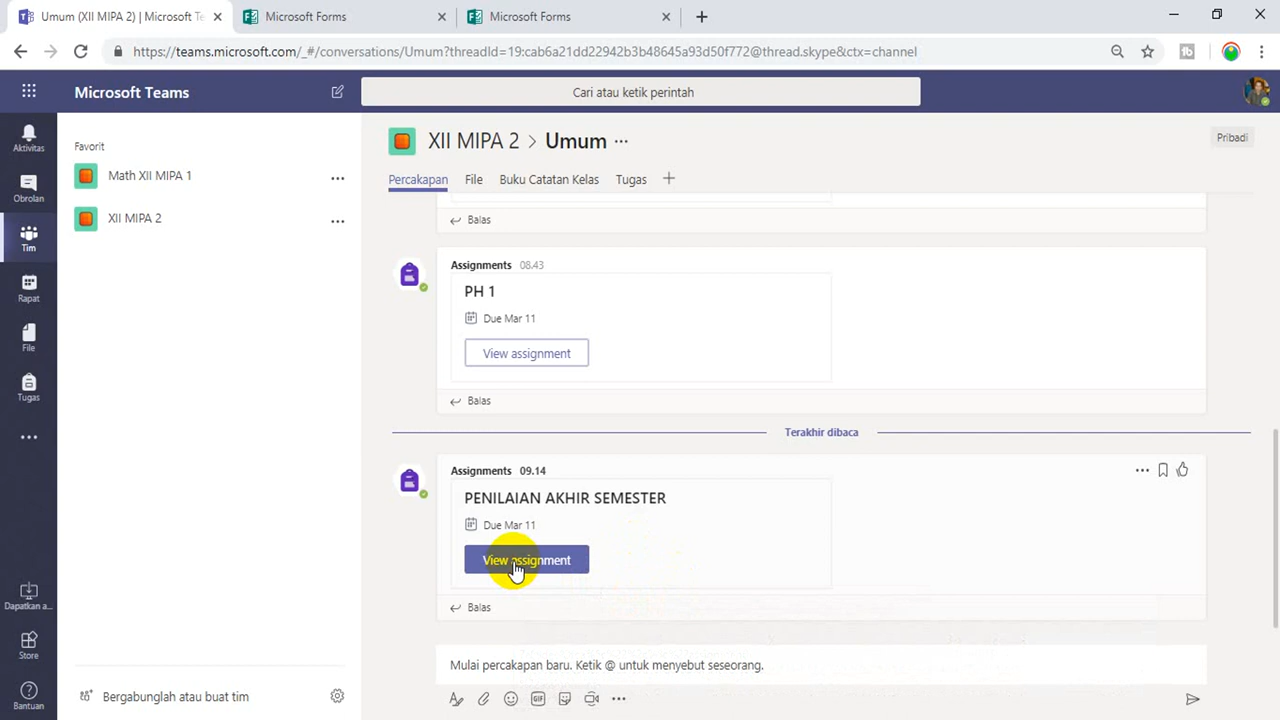 Umum (XII MIPA 2) | Microsoft Te
Microsoft Forms
Microsoft Forms
https://teams.microsoft.com/_#/conversations/Umum?threadId=19:cab6a21dd22942b3b48645a93d50f772@thread.skype&ctx=channel
Microsoft Teams
Cari atau ketik perintah
Aktivitas
Obrolan
Tim
Rapat
File
Tugas
Dapatkan a...
Store
Bantuan
Favorit
Math XII MIPA 1
XII MIPA 2
Bergabunglah atau buat tim
XII MIPA 2 > Umum ...
Pribadi
Percakapan File Buku Catatan Kelas Tugas +
Balas
Assignments 08.43
PH 1
Due Mar 11
View assignment
Balas
Terakhir dibaca
Assignments 09.14
PENILAIAN AKHIR SEMESTER
Due Mar 11
View assignment
Balas
Mulai percakapan baru. Ketik @ untuk menyebut seseorang.
GIF